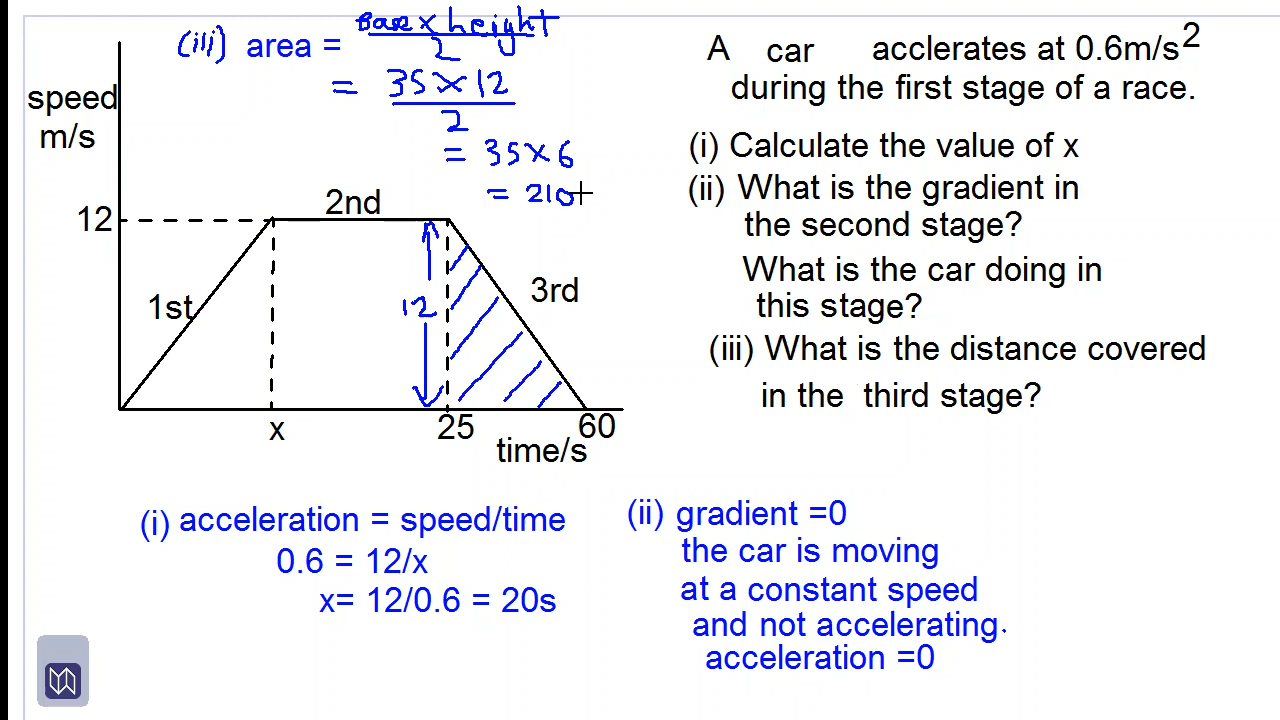 (iii) area = Base x height
2
= 35 x 12
2
= 35 x 6
= 210
speed
m/s
12
1st
2nd
3rd
12
x
25
60
time/s
A car acclerates at 0.6m/s²
during the first stage of a race.
(i) Calculate the value of x
(ii) What is the gradient in
the second stage?
What is the car doing in
this stage?
(iii) What is the distance covered
in the third stage?
(i) acceleration = speed/time
0.6 = 12/x
x= 12/0.6 = 20s
(ii) gradient =0
the car is moving
at a constant speed
and not accelerating.
acceleration =0